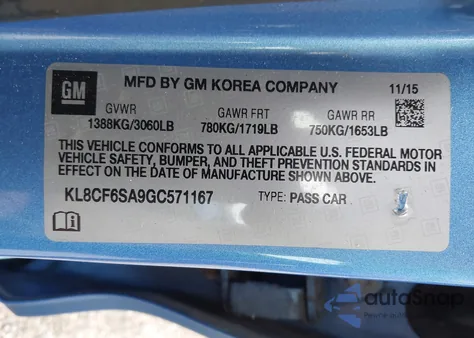 GM
MFD BY GM KOREA COMPANY
11/15
GVWR GAWR FRT GAWR RR
1388KG/3060LB 780KG/1719LB 750KG/1653LB
THIS VEHICLE CONFORMS TO ALL APPLICABLE U.S. FEDERAL MOTOR
VEHICLE SAFETY, BUMPER, AND THEFT PREVENTION STANDARDS IN
EFFECT ON THE DATE OF MANUFACTURE SHOWN ABOVE.
KL8CF6SA9GC571167 TYPE: PASS CAR
autoSnap